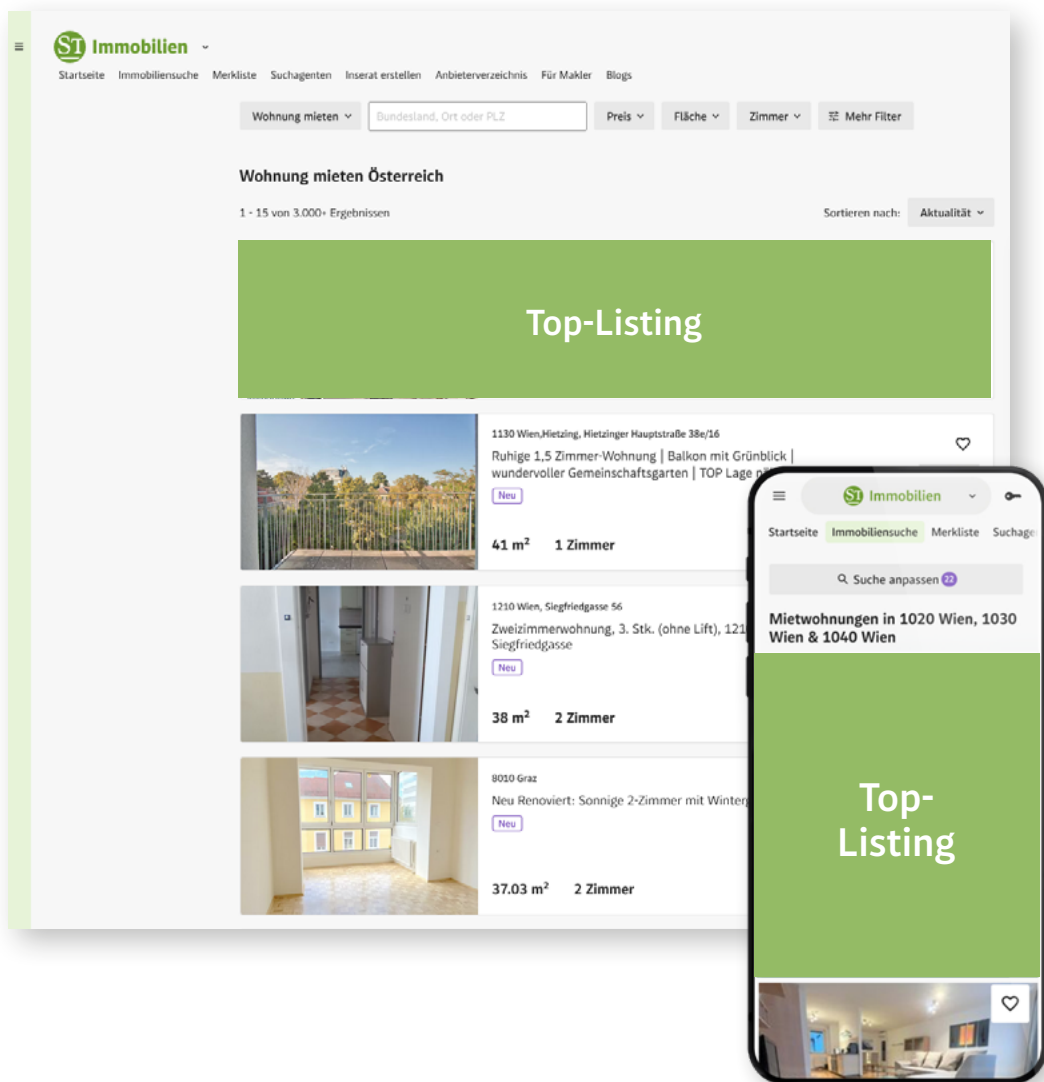 ST Immobilien
Startseite Immobiliensuche Merkliste Suchagenten Inserat erstellen Anbieterverzeichnis Für Makler Blogs
Wohnung mieten Bundesland, Ort oder PLZ Preis Fläche Zimmer Mehr Filter
Wohnung mieten Österreich
1 - 15 von 3.000+ Ergebnissen Sortieren nach: Aktualität
Top-Listing
1130 Wien,Hietzing, Hietzinger Hauptstraße 38e/16
Ruhige 1,5 Zimmer-Wohnung | Balkon mit Grünblick |
wundervoller Gemeinschaftsgarten | TOP Lage
Neu
41 m² 1 Zimmer
1210 Wien, Siegfriedgasse 56
Zweizimmerwohnung, 3. Stk. (ohne Lift), 121
Siegfriedgasse
Neu
38 m² 2 Zimmer
8010 Graz
Neu Renoviert: Sonnige 2-Zimmer mit Winter
Neu
37.03 m² 2 Zimmer
ST Immobilien
Startseite Immobiliensuche Merkliste Suchage
Suche anpassen 22
Mietwohnungen in 1020 Wien, 1030
Wien & 1040 Wien
Top-
Listing